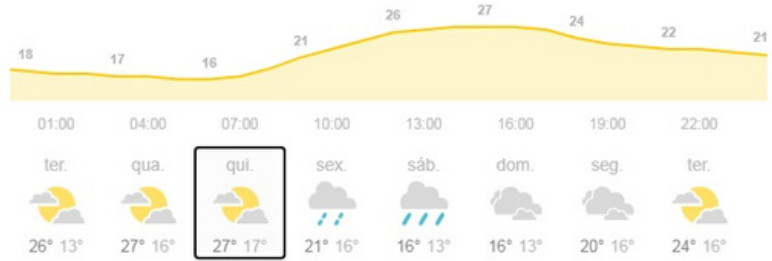 18 17 16 21 26 27 24 22 21
01:00 04:00 07:00 10:00 13:00 16:00 19:00 22:00
ter. qua. qui. sex. sáb. dom. seg. ter.
26° 13° 27° 16° 27° 17° 21° 16° 16° 13° 16° 13° 20° 16° 24° 16°